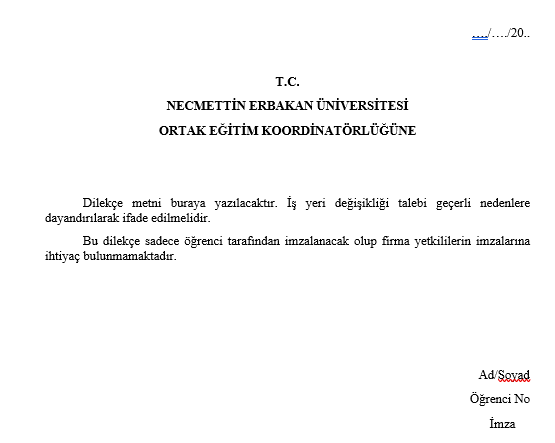 ..../..../20..
T.C.
NECMETTİN ERBAKAN ÜNİVERSİTESİ
ORTAK EĞİTİM KOORDİNATÖRLÜĞÜNE
Dilekçe metni buraya yazılacaktır. İş yeri değişikliği talebi geçerli nedenlere
dayandırılarak ifade edilmelidir.
Bu dilekçe sadece öğrenci tarafından imzalanacak olup firma yetkililerin imzalarına
ihtiyaç bulunmamaktadır.
Ad/Soyad
Öğrenci No
İmza